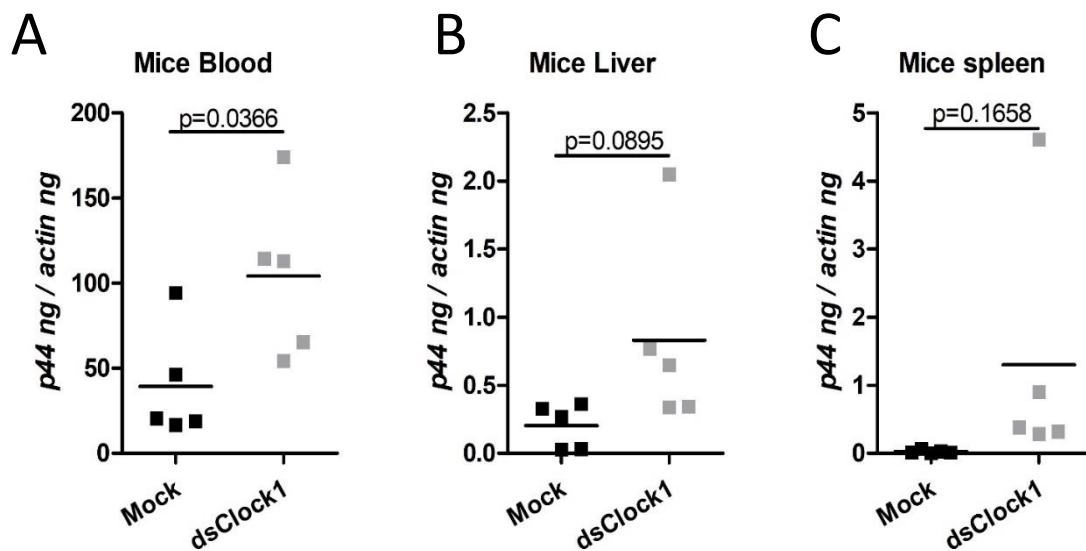 A
Mice Blood
p44 ng / actin ng
200
150
100
50
0
p=0.0366
Mock
dsClock1
B
Mice Liver
p44 ng / actin ng
2.5
2.0
1.5
1.0
0.5
0.0
p=0.0895
Mock
dsClock1
C
Mice spleen
p44 ng / actin ng
5
4
3
2
1
0
p=0.1658
Mock
dsClock1